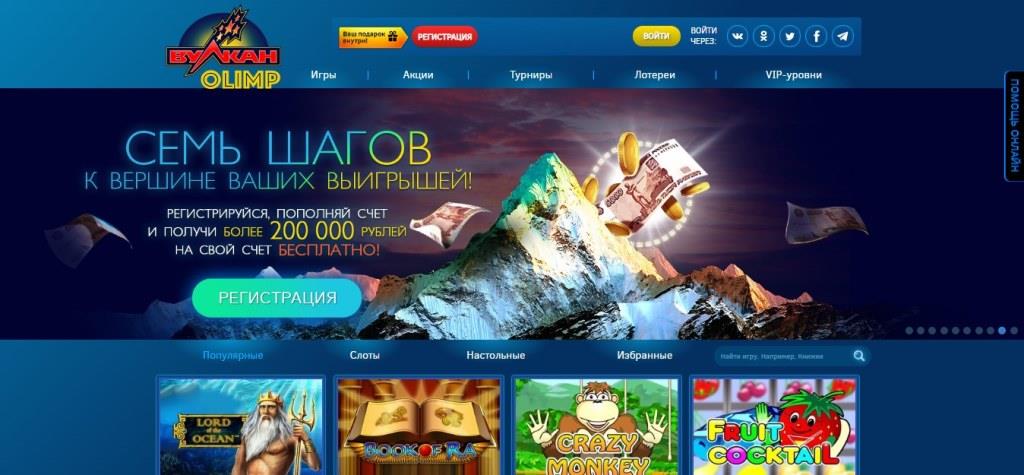 ВУЛКАН
OLIMP
Ваш подарок
внутри!
РЕГИСТРАЦИЯ
ВОЙТИ
ВОЙТИ
ЧЕРЕЗ:
Игры
Акции
Турниры
Лотереи
VIP-уровни
ПОМОЩЬ ОНЛАЙН
СЕМЬ ШАГОВ
К ВЕРШИНЕ ВАШИХ ВЫИГРЫШЕЙ!
РЕГИСТРИРУЙСЯ, ПОПОЛНЯЙ СЧЕТ
И ПОЛУЧИ БОЛЕЕ 200 000 РУБЛЕЙ
НА СВОЙ СЧЕТ БЕСПЛАТНО!
РЕГИСТРАЦИЯ
Популярные
Слоты
Настольные
Избранные
Найти игру, Например, Книжки
LORD
of the
OCEAN
BOOK OF RA
CRAZY
MONKEY
FRUIT
COCKTAIL